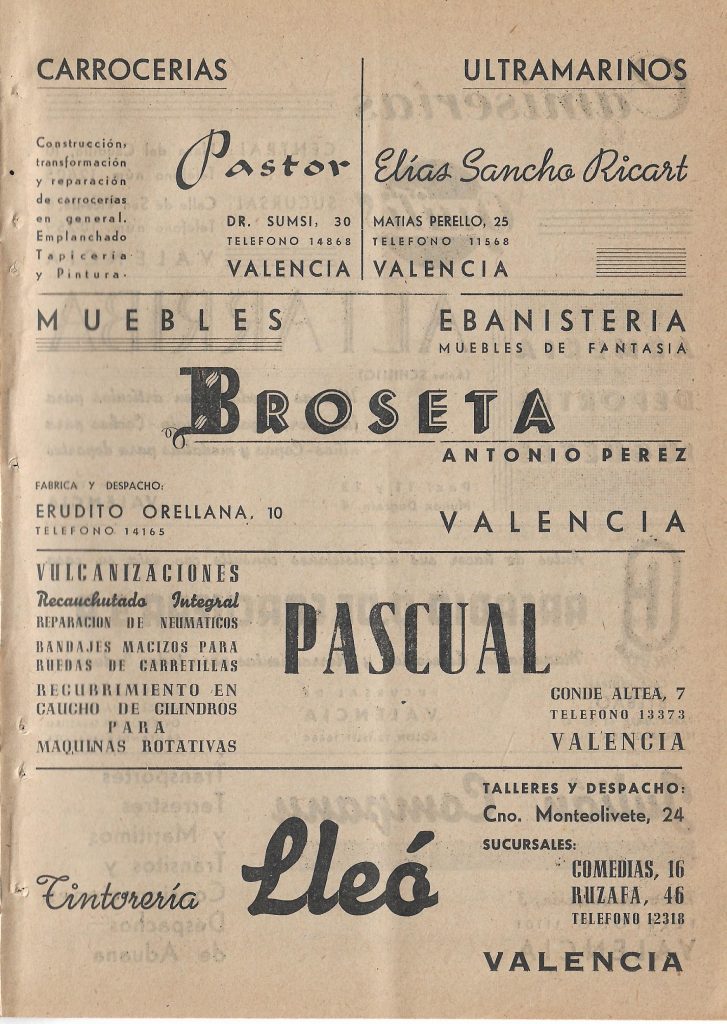 CARROCERIAS
Construcción,
transformación
y reparación
de carrocerías
en general.
Emplanchado
Tapicería
y Pintura.
Pastor
DR. SUMSI, 30
TELEFONO 14868
VALENCIA
ULTRAMARINOS
Elías Sancho Ricart
MATIAS PERELLO, 25
TELEFONO 11568
VALENCIA
MUEBLES
EBANISTERIA
MUEBLES DE FANTASIA
BROSETA
ANTONIO PEREZ
FABRICA Y DESPACHO:
ERUDITO ORELLANA, 10
TELEFONO 14165
VALENCIA
VULCANIZACIONES
Recauchutado Integral
REPARACION DE NEUMATICOS
BANDAJES MACIZOS PARA
RUEDAS DE CARRETILLAS
RECUBRIMIENTO EN
CAUCHO DE CILINDROS
PARA
MAQUINAS ROTATIVAS
PASCUAL
CONDE ALTEA, 7
TELEFONO 13373
VALENCIA
Tintorería Lleó
TALLERES Y DESPACHO:
Cno. Monteolivete, 24
SUCURSALES:
COMEDIAS, 16
RUZAFA, 46
TELEFONO 12318
VALENCIA